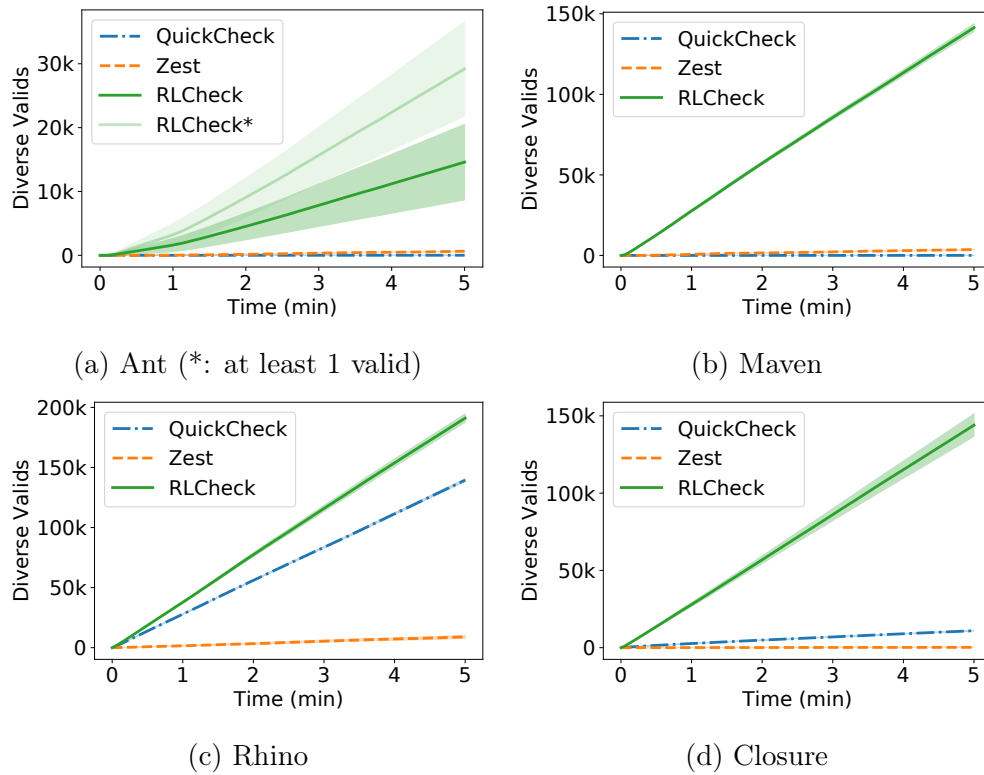 QuickCheck
Zest
RLCheck
RLCheck*
Diverse Valids
30k
20k
10k
0
0 1 2 3 4 5
Time (min)
(a) Ant (*: at least 1 valid)
QuickCheck
Zest
RLCheck
Diverse Valids
150k
100k
50k
0
0 1 2 3 4 5
Time (min)
(b) Maven
QuickCheck
Zest
RLCheck
Diverse Valids
200k
150k
100k
50k
0
0 1 2 3 4 5
Time (min)
(c) Rhino
QuickCheck
Zest
RLCheck
Diverse Valids
150k
100k
50k
0
0 1 2 3 4 5
Time (min)
(d) Closure